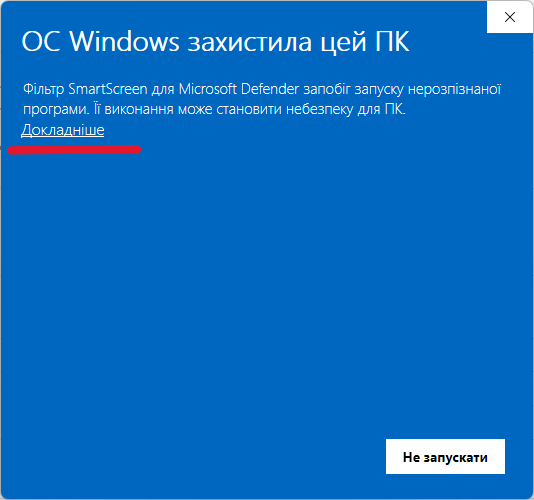 ОС Windows захистила цей ПК
Фільтр SmartScreen для Microsoft Defender запобіг запуску нерозпізнаної
програми. Її виконання може становити небезпеку для ПК.
Докладніше
Не запускати